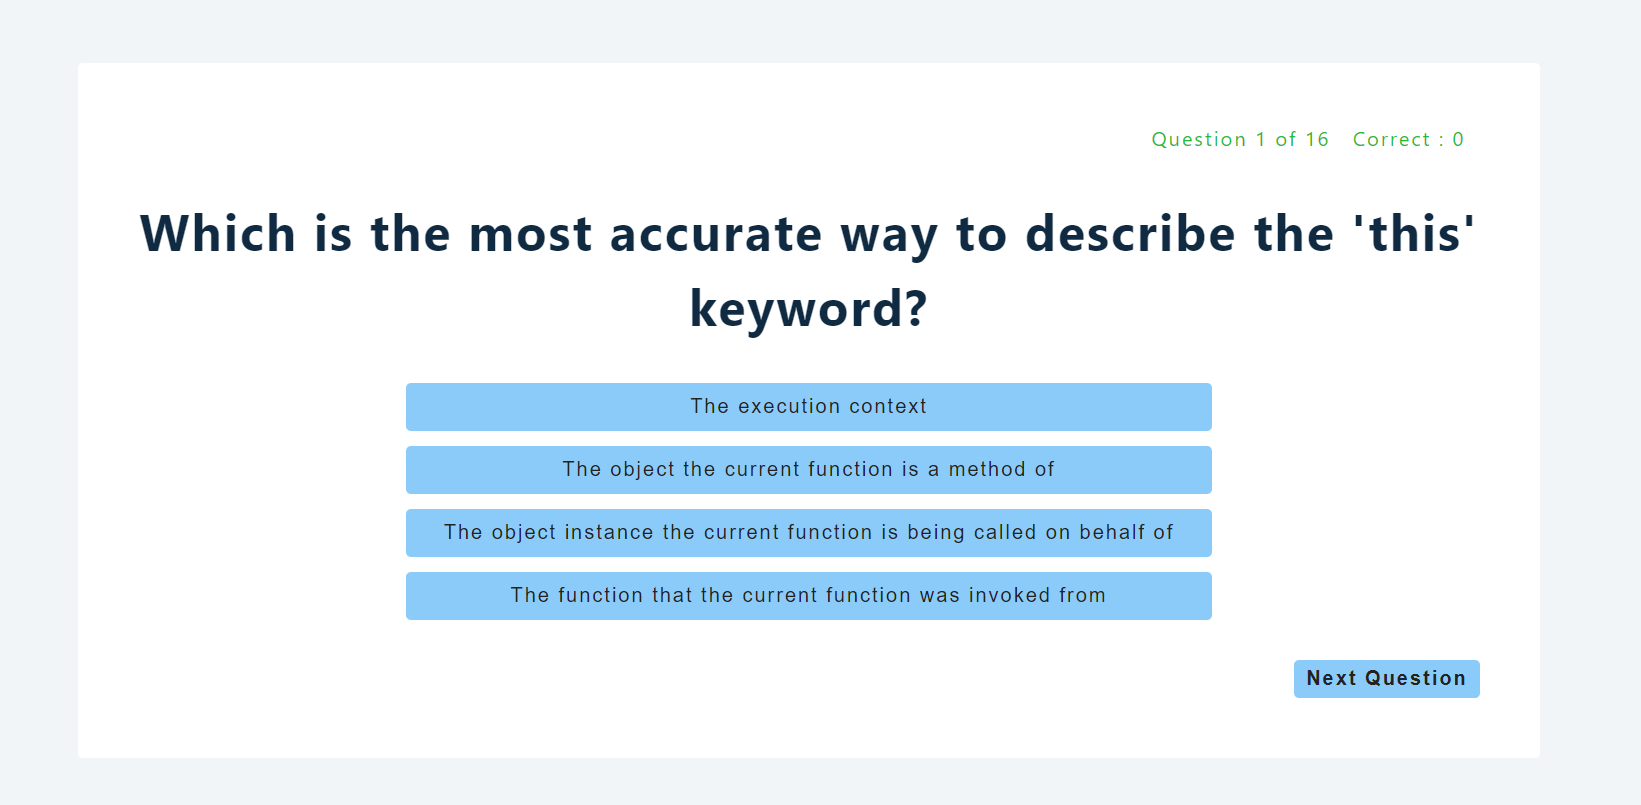 Question 1 of 16 Correct : 0
Which is the most accurate way to describe the 'this'
keyword?
The execution context
The object the current function is a method of
The object instance the current function is being called on behalf of
The function that the current function was invoked from
Next Question